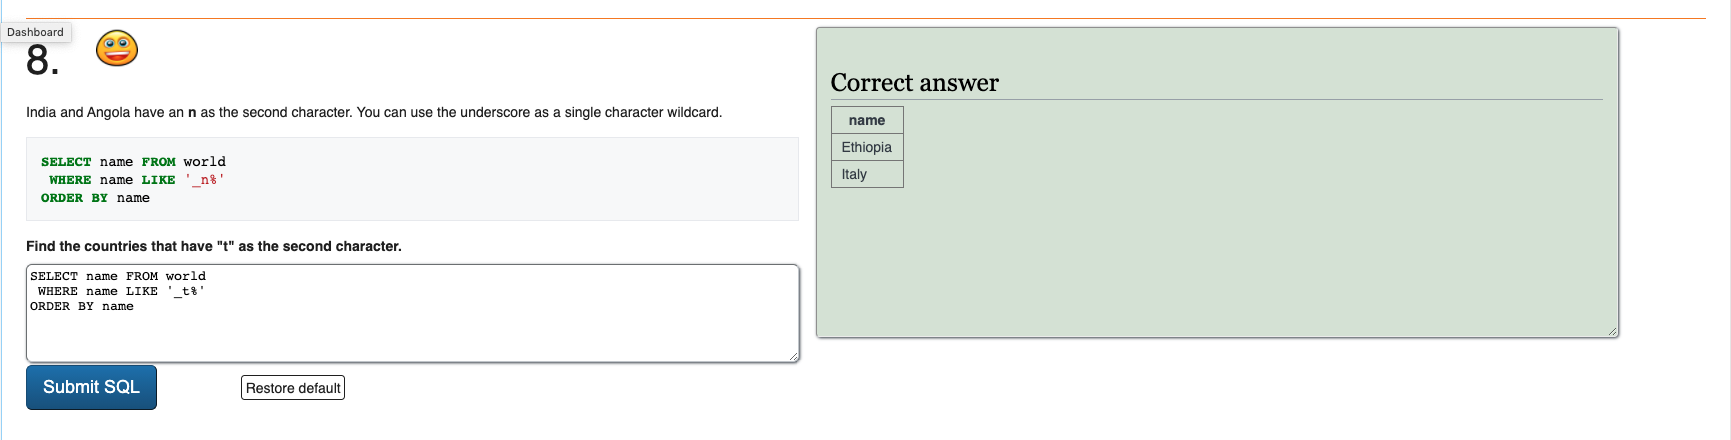 Dashboard
8.
India and Angola have an n as the second character. You can use the underscore as a single character wildcard.
SELECT name FROM world
WHERE name LIKE '_n%'
ORDER BY name
Find the countries that have "t" as the second character.
SELECT name FROM world
WHERE name LIKE '_t%'
ORDER BY name
Submit SQL
Restore default
Correct answer
name
Ethiopia
Italy